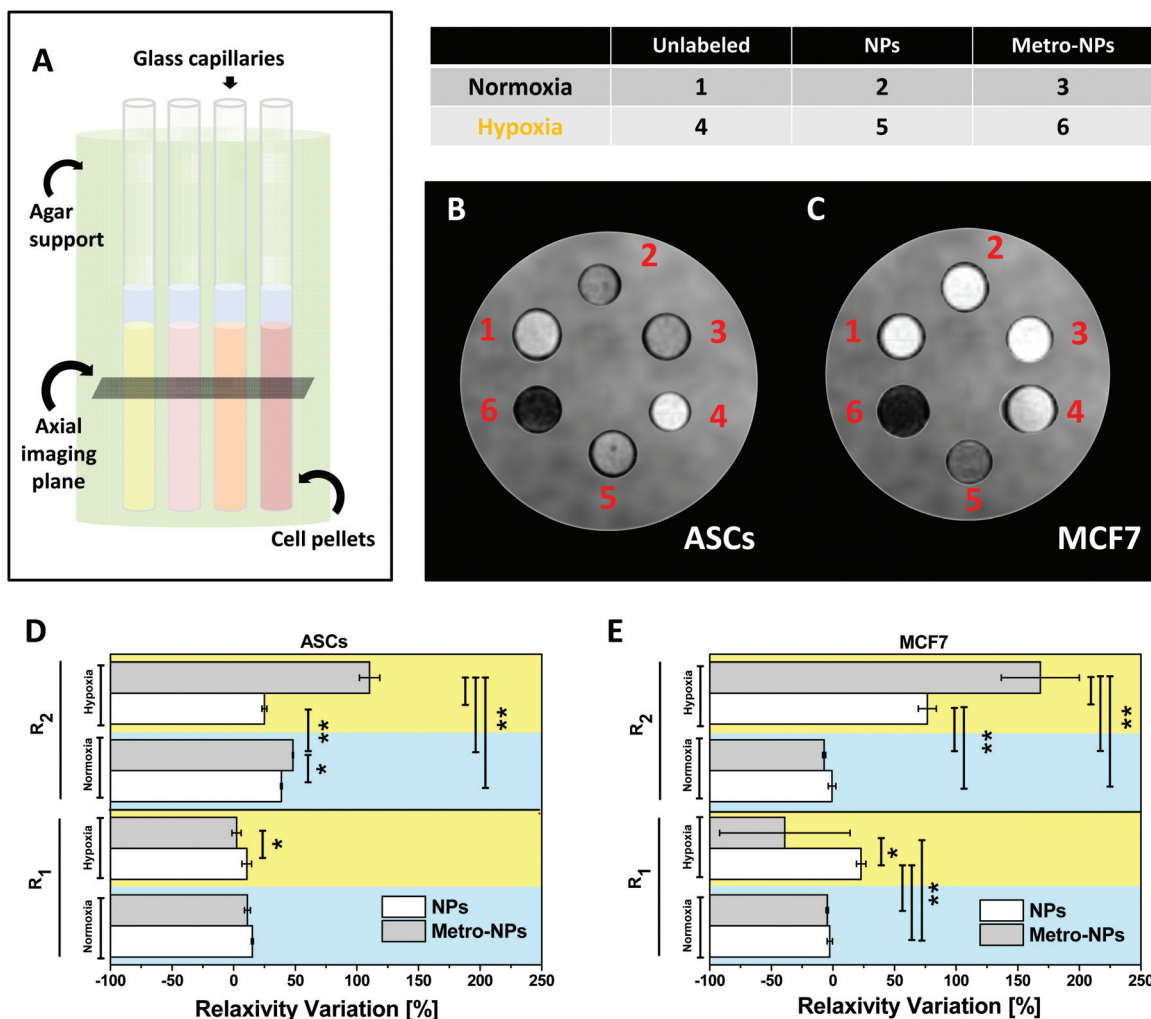 A
Glass capillaries
Agar
support
Axial
imaging
plane
Cell pellets
Unlabeled NPs Metro-NPs
Normoxia 1 2 3
Hypoxia 4 5 6
B
1
2
3
4
5
6
ASCs
C
1
2
3
4
5
6
MCF7
D
ASCs
R2
Hypoxia
Normoxia
R1
Hypoxia
Normoxia
**
**
*
*
NPs
Metro-NPs
-100 -50 0 50 100 150 200 250
Relaxivity Variation [%]
E
MCF7
R2
Hypoxia
Normoxia
R1
Hypoxia
Normoxia
**
**
*
**
NPs
Metro-NPs
-100 -50 0 50 100 150 200 250
Relaxivity Variation [%]